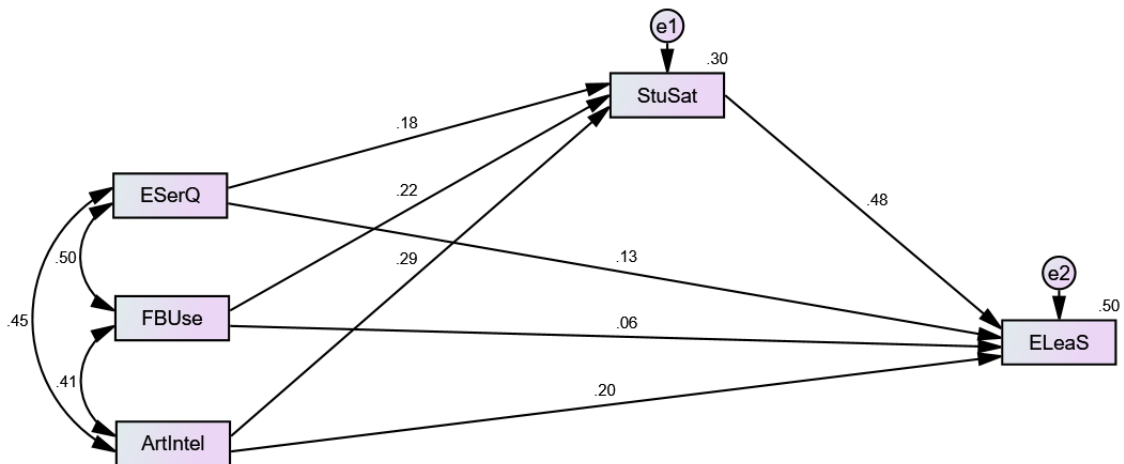 e1
.30
StuSat
.18
ESerQ
.22
.48
.50
.29
.13
e2
.50
FBUse
.45
.06
ELeaS
.41
.20
ArtIntel